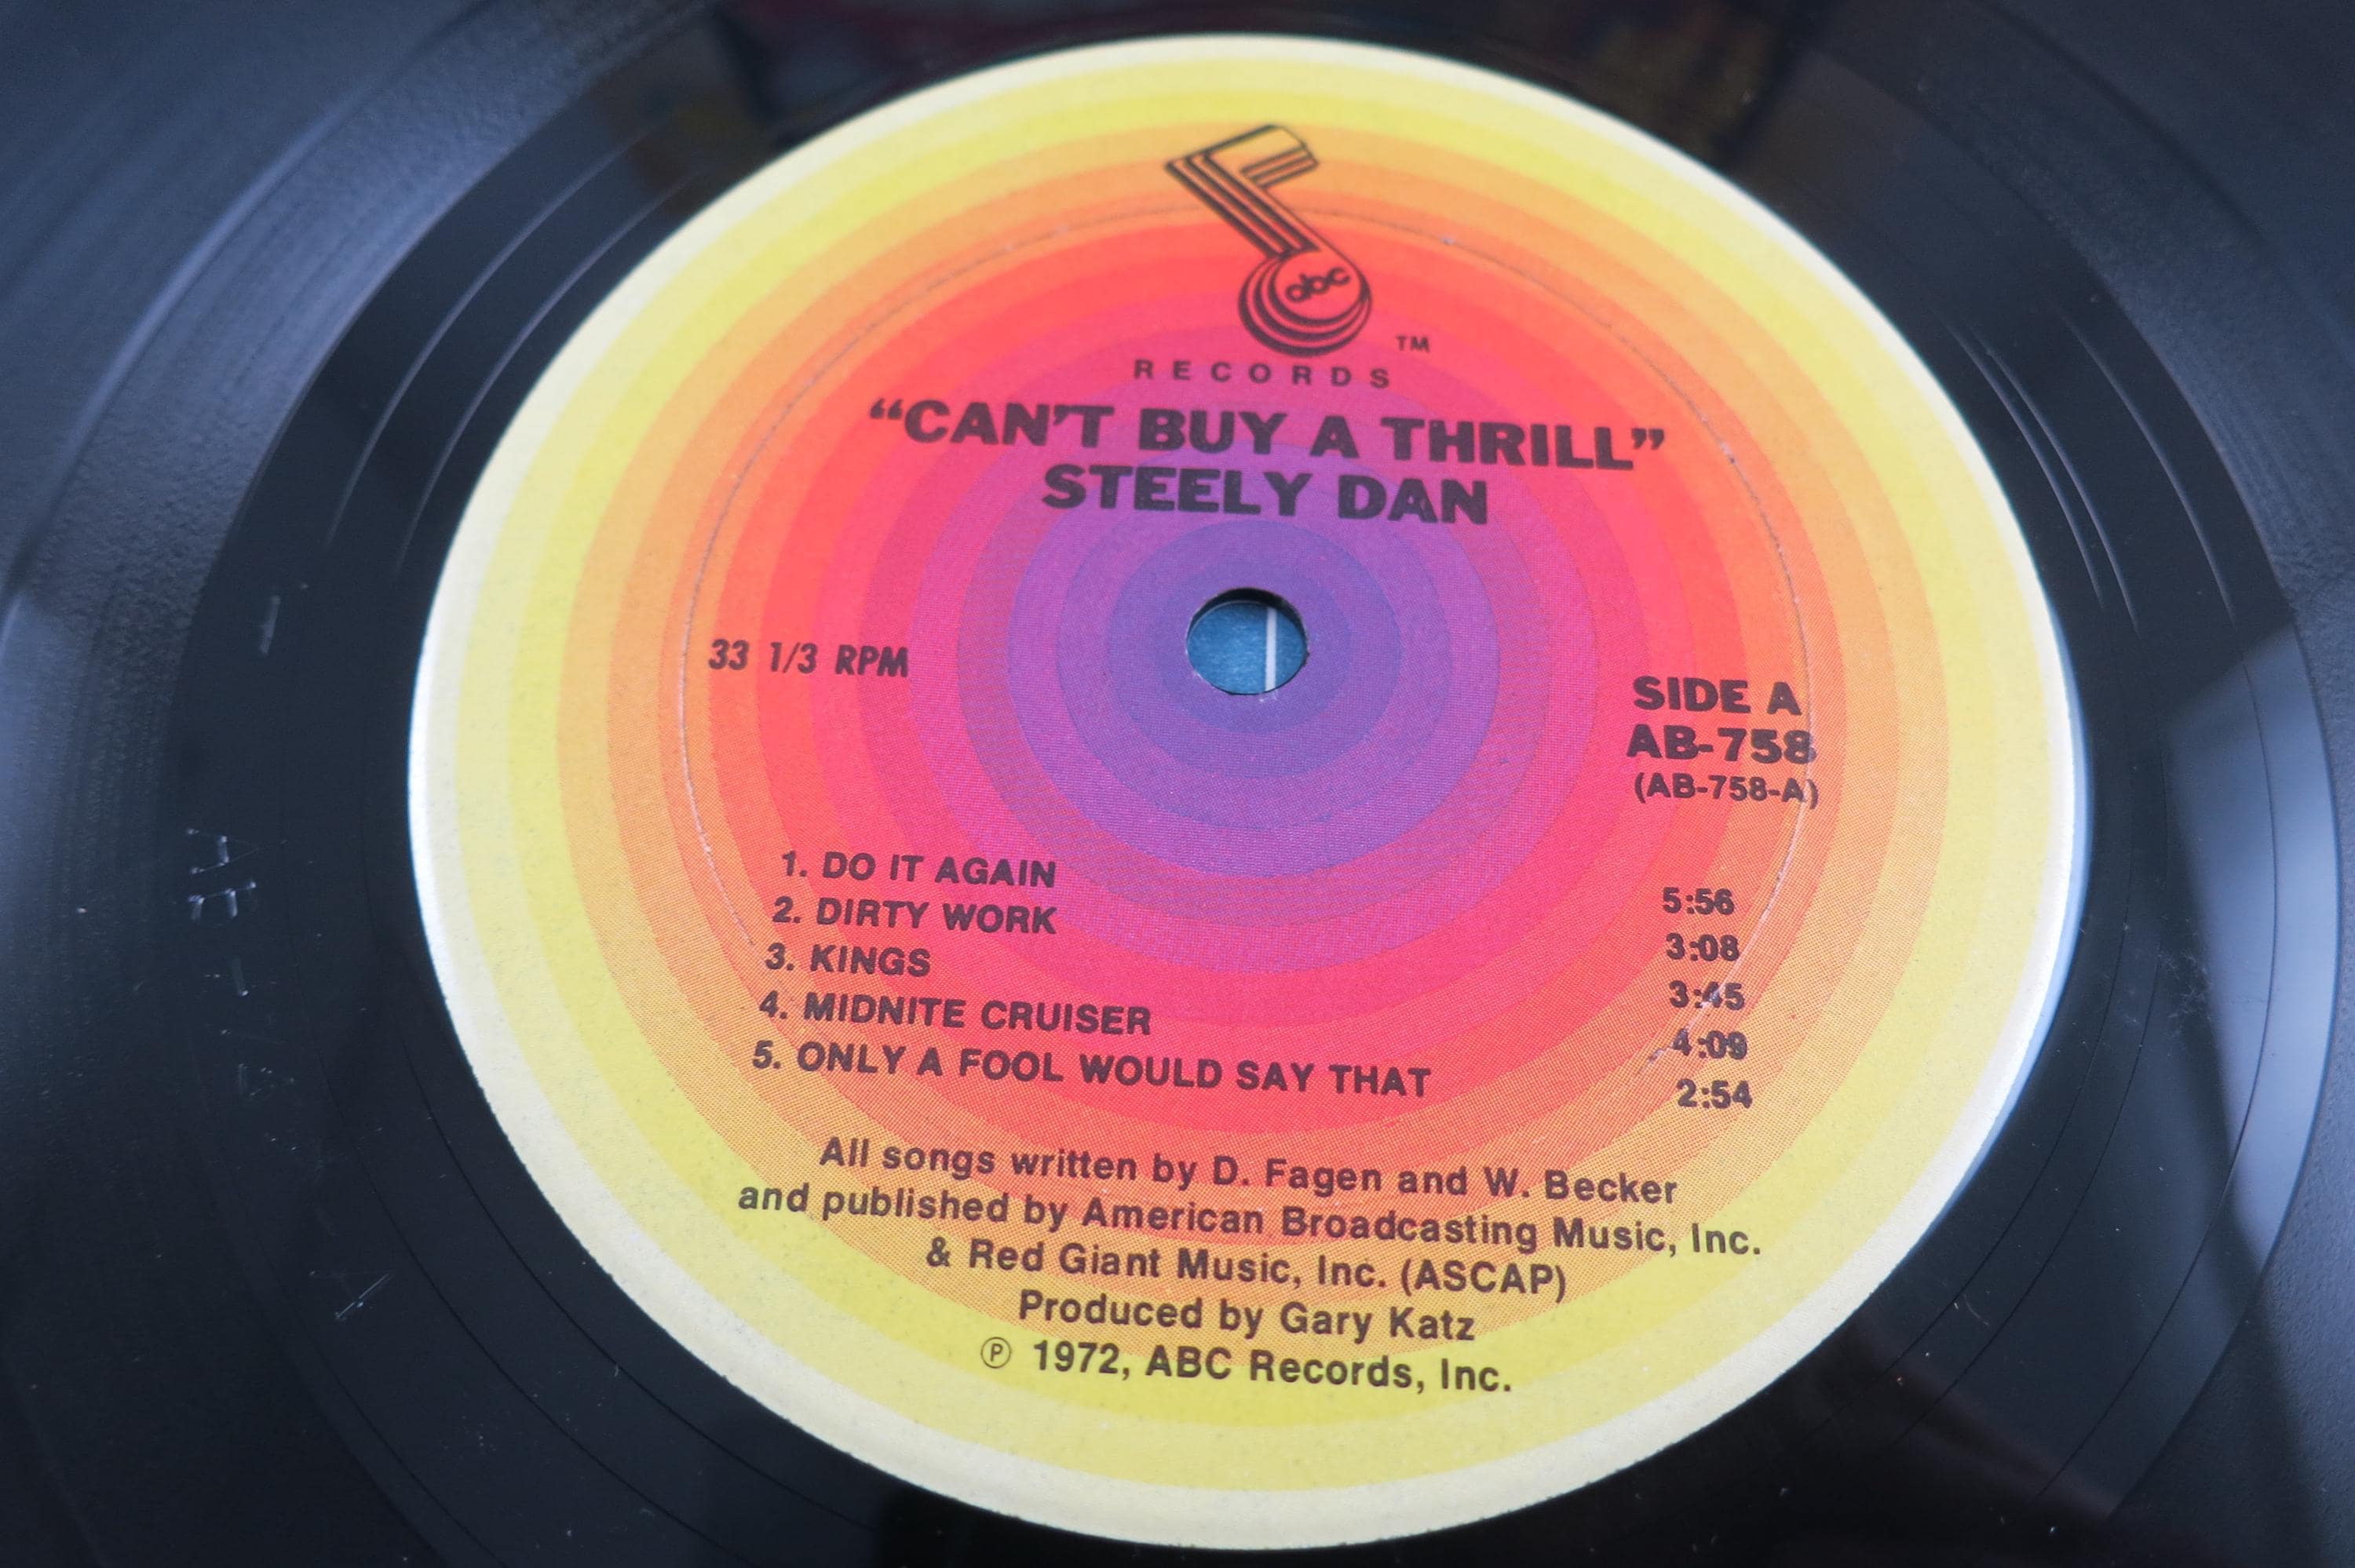 abc
TM
RECORDS
“CAN'T BUY A THRILL”
STEELY DAN
33 1/3 RPM
SIDE A
AB-758
(AB-758-A)
1. DO IT AGAIN 5:56
2. DIRTY WORK 3:08
3. KINGS 3:45
4. MIDNITE CRUISER 4:09
5. ONLY A FOOL WOULD SAY THAT 2:54
All songs written by D. Fagen and W. Becker
and published by American Broadcasting Music, Inc.
& Red Giant Music, Inc. (ASCAP)
Produced by Gary Katz
℗ 1972, ABC Records, Inc.